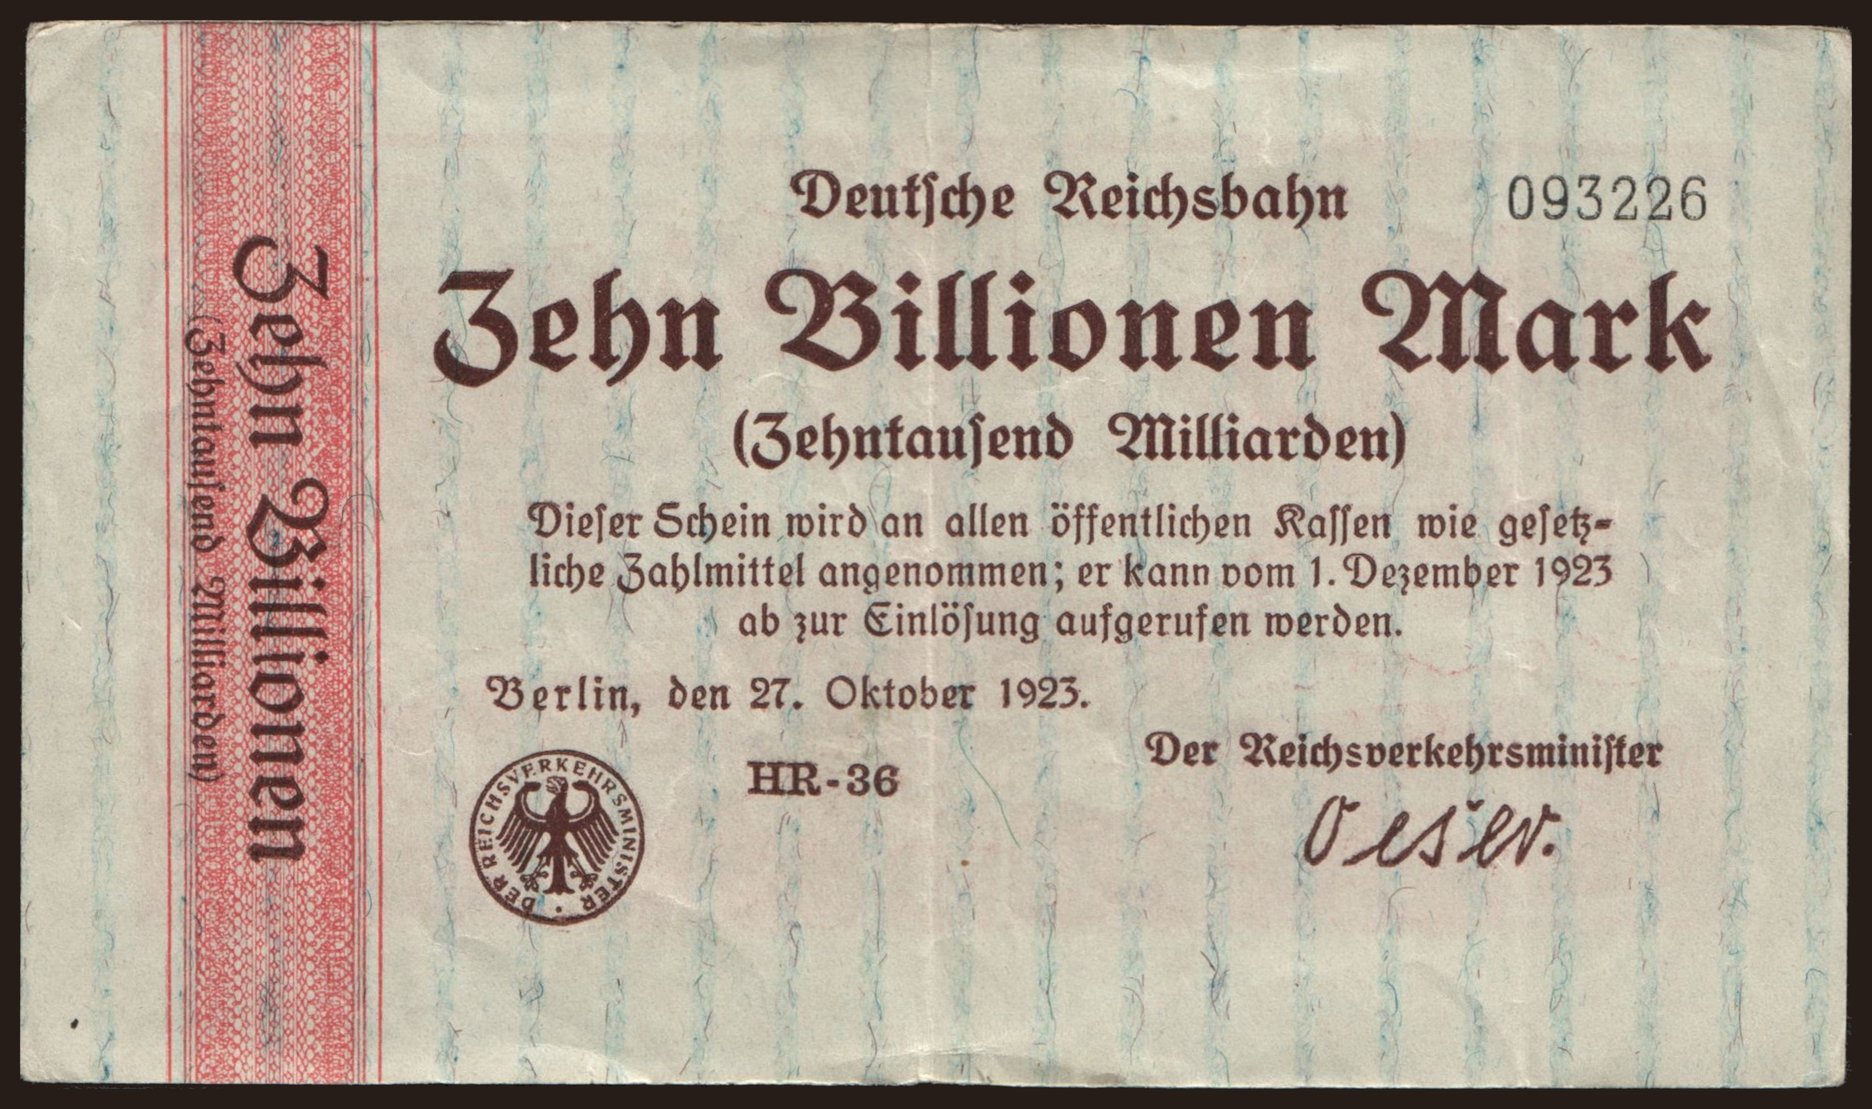 Deutsche Reichsbahn 093226
Zehn Billionen Mark
(Zehntausend Milliarden)
Dieser Schein wird an allen öffentlichen Kassen wie gesetz-
liche Zahlmittel angenommen; er kann vom 1. Dezember 1923
ab zur Einlösung aufgerufen werden.
Berlin, den 27. Oktober 1923.
Der Reichsverkehrsminister
HR-36
Oeser.
DER REICHSVERKEHRSMINISTER
Zehn Billionen
(Zehntausend Milliarden)